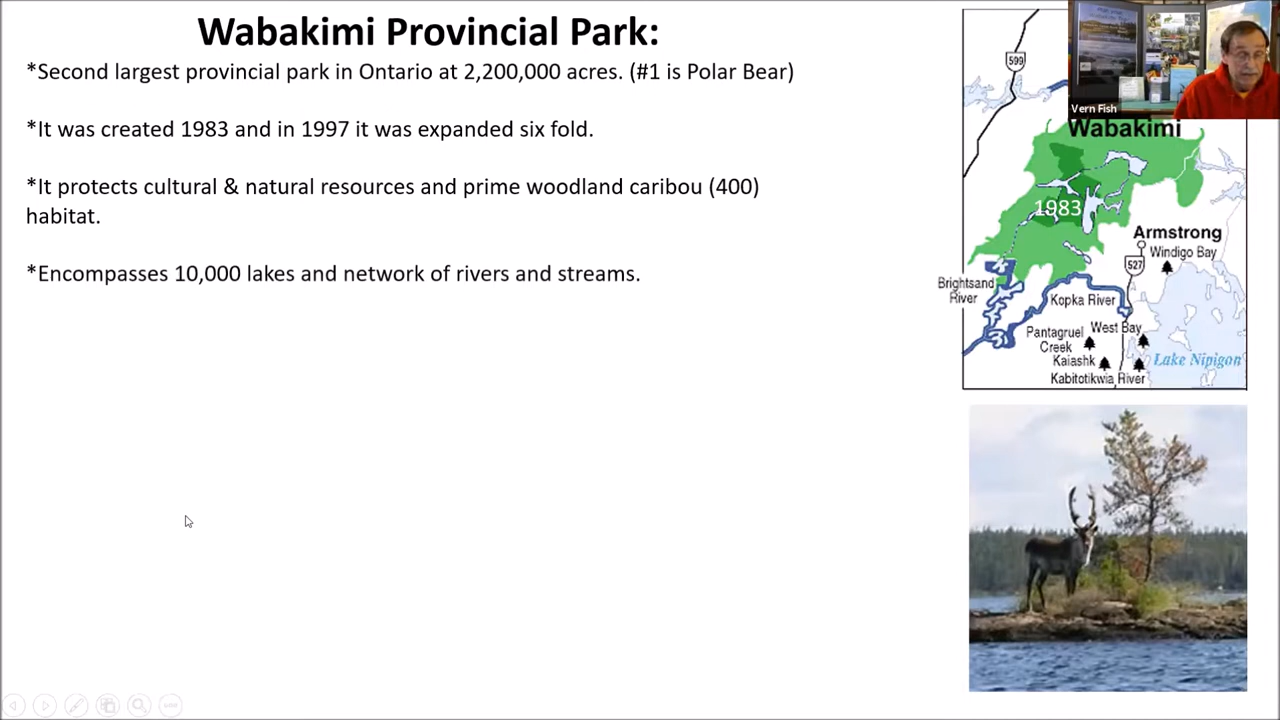 Wabakimi Provincial Park:
*Second largest provincial park in Ontario at 2,200,000 acres. (#1 is Polar Bear)
*It was created 1983 and in 1997 it was expanded six fold.
*It protects cultural & natural resources and prime woodland caribou (400)
habitat.
*Encompasses 10,000 lakes and network of rivers and streams.
599
Vern Fish
Wabakimi
1983
Armstrong
Windigo Bay
527
Brightsand
River
Kopka River
Pantagruel
Creek
West Bay
Kaiashk
Lake Nipigon
Kabitotikwia River